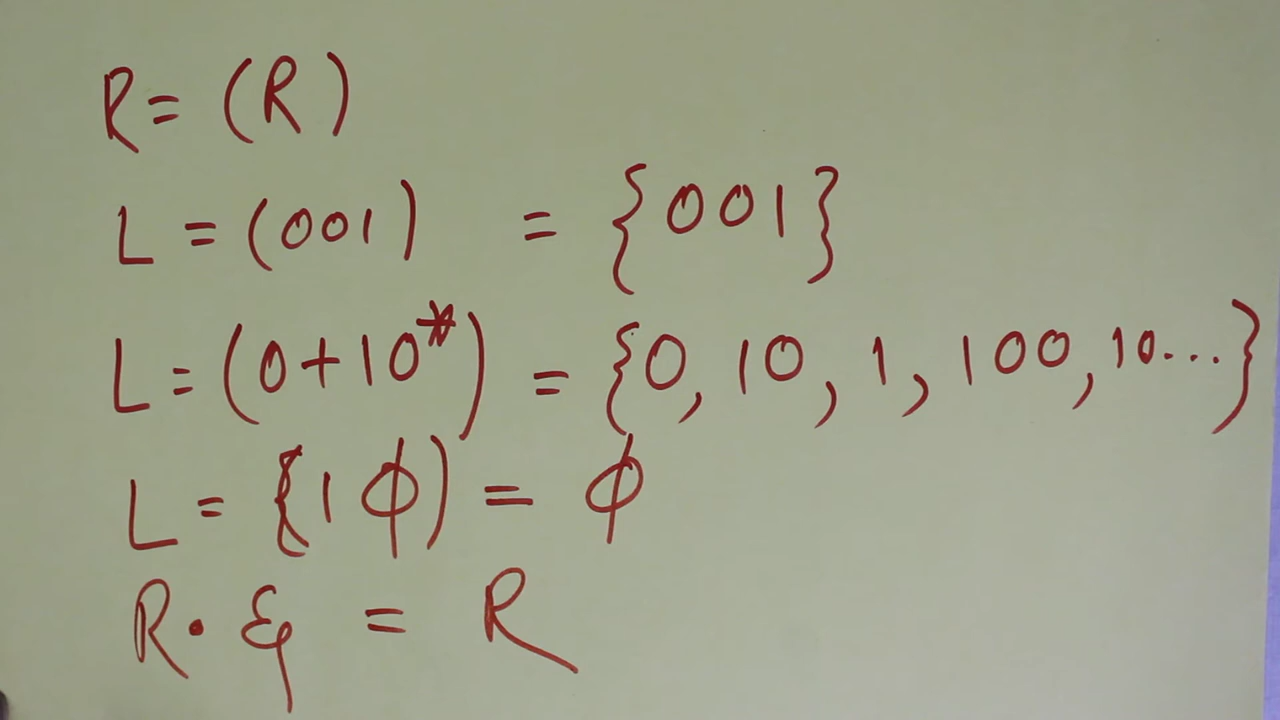 R = (R)
L = (001) = {001}
L = (0+10*) = {0, 10, 1, 100, 10...}
L = (1ϕ) = ϕ
R · ε = R